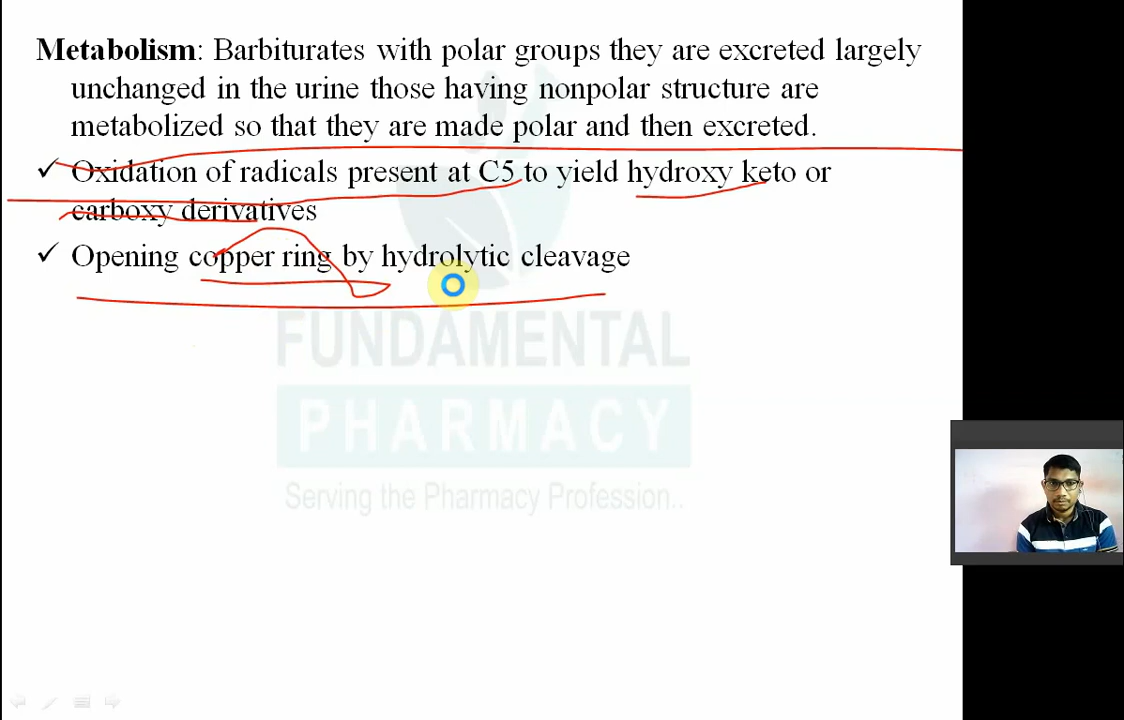 Metabolism: Barbiturates with polar groups they are excreted largely
unchanged in the urine those having nonpolar structure are
metabolized so that they are made polar and then excreted.
✓ Oxidation of radicals present at C5 to yield hydroxy keto or
carboxy derivatives
✓ Opening copper ring by hydrolytic cleavage
FUNDAMENTAL
PHARMACY
Serving the Pharmacy Profession..